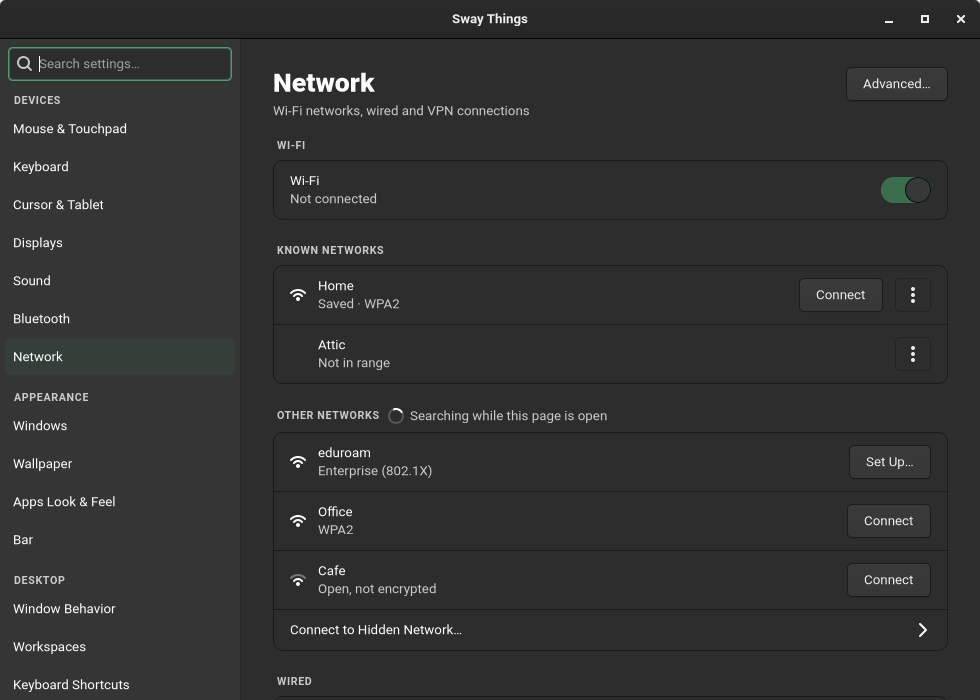 Sway Things
Search settings…
DEVICES
Mouse & Touchpad
Keyboard
Cursor & Tablet
Displays
Sound
Bluetooth
Network
APPEARANCE
Windows
Wallpaper
Apps Look & Feel
Bar
DESKTOP
Window Behavior
Workspaces
Keyboard Shortcuts
Network
Advanced…
Wi-Fi networks, wired and VPN connections
WI-FI
Wi-Fi
Not connected
KNOWN NETWORKS
Home
Saved · WPA2
Connect
Attic
Not in range
OTHER NETWORKS Searching while this page is open
eduroam
Enterprise (802.1X)
Set Up…
Office
WPA2
Connect
Cafe
Open, not encrypted
Connect
Connect to Hidden Network…
WIRED